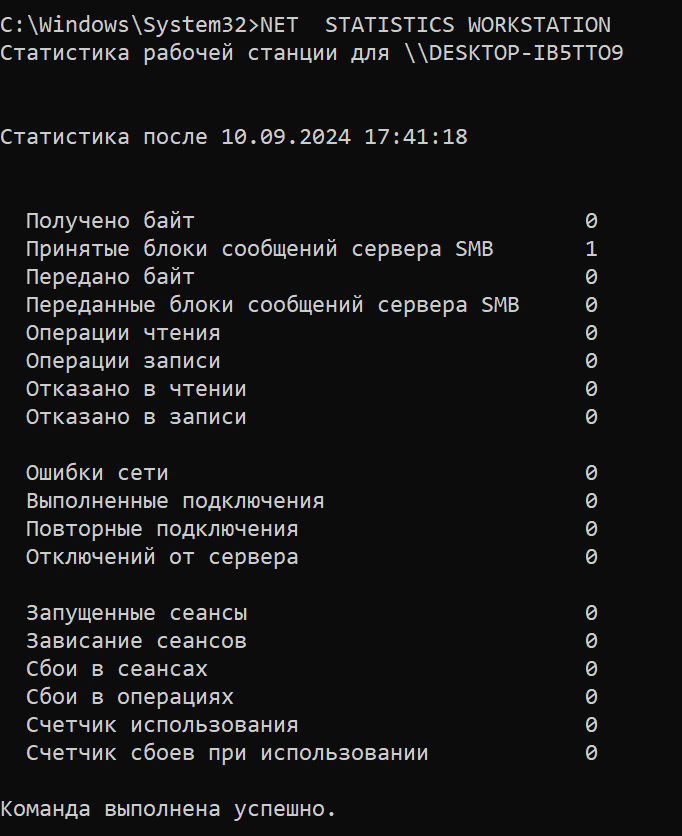 C:\Windows\System32>NET  STATISTICS WORKSTATION
Статистика рабочей станции для \\DESKTOP-IB5TTO9
Статистика после 10.09.2024 17:41:18
Получено байт 0
Принятые блоки сообщений сервера SMB 1
Передано байт 0
Переданные блоки сообщений сервера SMB 0
Операции чтения 0
Операции записи 0
Отказано в чтении 0
Отказано в записи 0
Ошибки сети 0
Выполненные подключения 0
Повторные подключения 0
Отключений от сервера 0
Запущенные сеансы 0
Зависание сеансов 0
Сбои в сеансах 0
Сбои в операциях 0
Счетчик использования 0
Счетчик сбоев при использовании 0
Команда выполнена успешно.